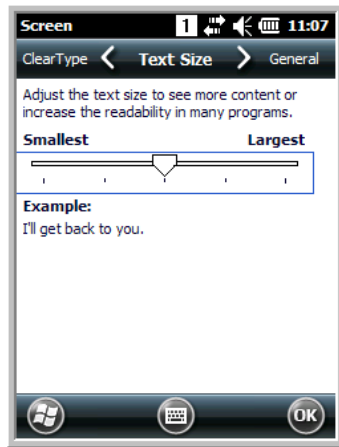 Screen 1 11:07
ClearType Text Size General
Adjust the text size to see more content or
increase the readability in many programs.
Smallest Largest
Example:
I'll get back to you.
OK